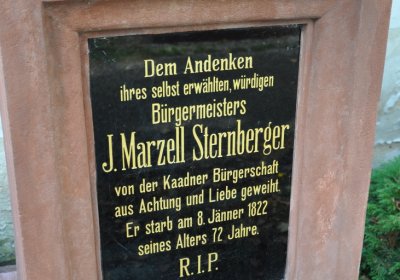 Dem Andenken
ihres selbst erwählten, würdigen
Bürgermeisters
J. Marzell Sternberger
von der Kaadner Bürgerschaft
aus Achtung und Liebe geweiht.
Er starb am 8. Jänner 1822
seines Alters 72 Jahre.
R.I.P.